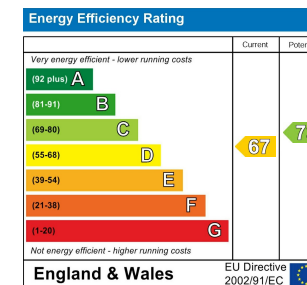 Energy Efficiency Rating
Current
Very energy efficient - lower running costs
(92 plus) A
(81-91) B
(69-80) C
(55-68) D
(39-54) E
(21-38) F
(1-20) G
67
Not energy efficient - higher running costs
England & Wales
EU Directive
2002/91/EC